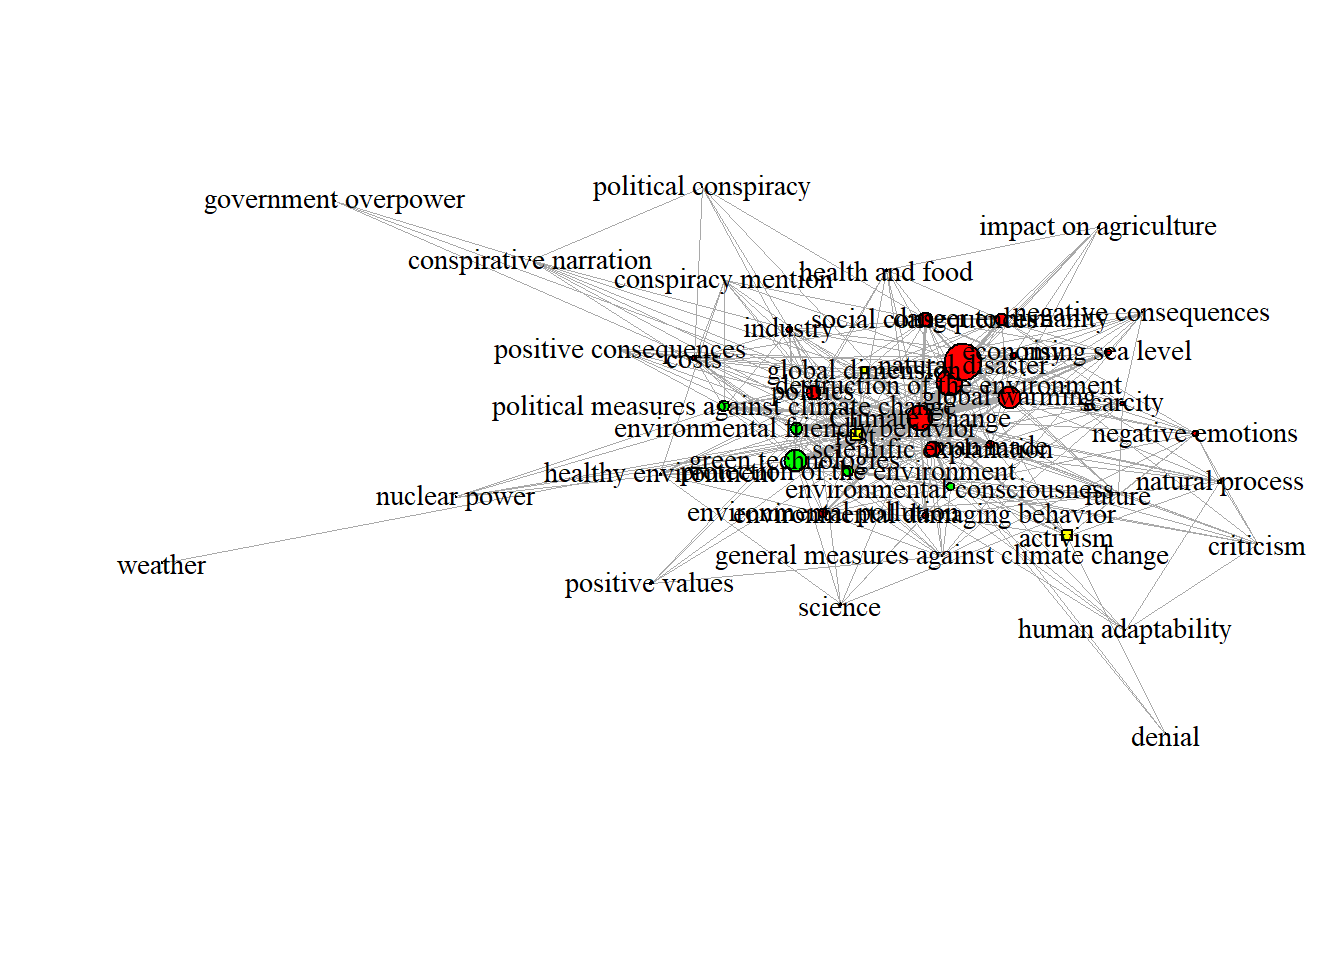 political conspiracy
government overpower
impact on agriculture
conspirative narration
health and food
conspiracy mention
negative consequences
social consequences
danger to humanity
industry
positive consequences
economy
rising sea level
costs
natural disaster
global dimension
destruction of the environment
politics
global warming
scarcity
political measures against climate change
Climate Change
environmental friendly behavior
negative emotions
man made
scientific explanation
green technologies
healthy environment
protection of the environment
natural process
environmental consciousness
nuclear power
future
environmental pollution
environmental damaging behavior
activism
criticism
general measures against climate change
weather
positive values
science
human adaptability
denial